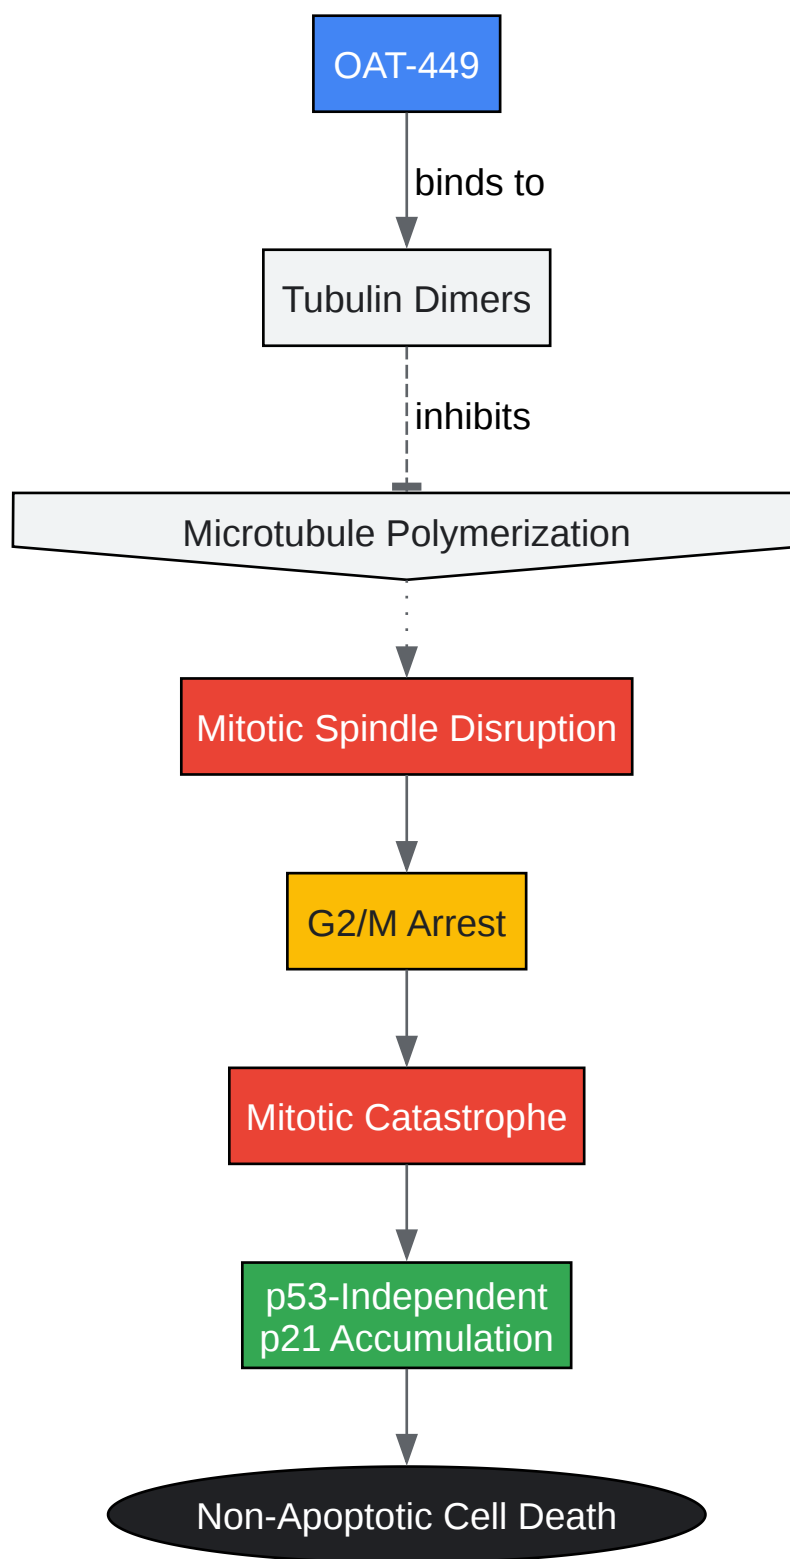 OAT-449
binds to
Tubulin Dimers
inhibits
Microtubule Polymerization
Mitotic Spindle Disruption
G2/M Arrest
Mitotic Catastrophe
p53-Independent
p21 Accumulation
Non-Apoptotic Cell Death